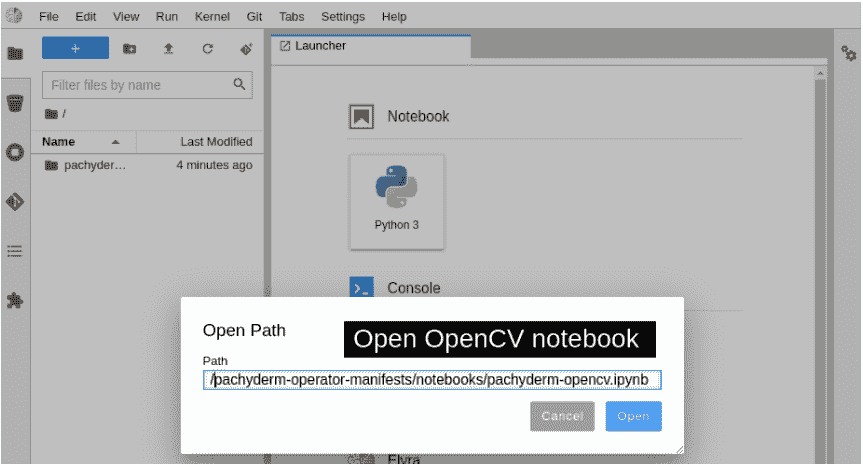 File Edit View Run Kernel Git Tabs Settings Help
+
Launcher
Filter files by name
/
Name Last Modified
pachyder... 4 minutes ago
Notebook
Python 3
Console
Open Path
Open OpenCV notebook
Path
/pachyderm-operator-manifests/notebooks/pachyderm-opencv.ipynb
Cancel Open
Elyra